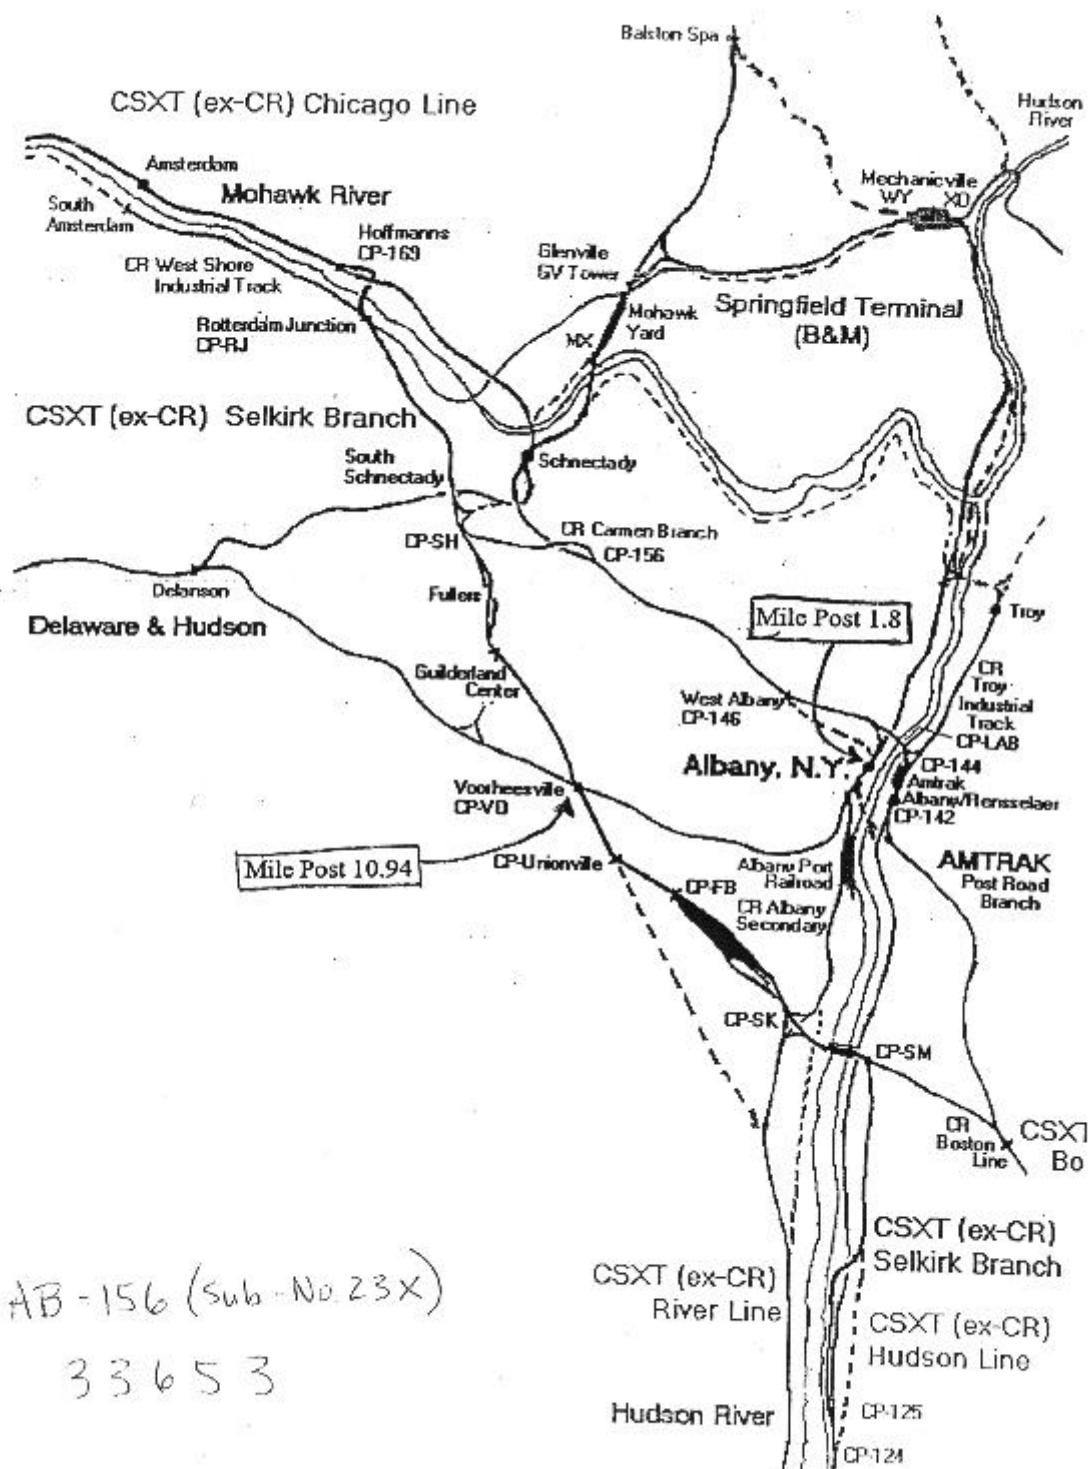 Balston Spa
CSXT (ex-CR) Chicago Line
Hudson
River
Amsterdam
Mohawk River
Mechanicville
WY XO
South
Amsterdam
Hoffmanns
CP-169
Glenville
GV Tower
CR West Shore
Industrial Track
Mohawk
Yard
Springfield Terminal
(B&M)
Rotterdam Junction
CP-RJ
MX
CSXT (ex-CR) Selkirk Branch
South
Schnectady
Schnectady
CR Carmen Branch
CP-SH
CP-156
Delanson
Fullers
Delaware & Hudson
Mile Post 1.8
Troy
Guilderland
Center
West Albany
CP-146
CR
Troy
Industrial
Track
CP-LAB
Albany, N.Y.
CP-144
Amtrak
Albany/Rensselaer
CP-142
Voorheesville
CP-VO
Mile Post 10.94
CP-Unionville
Albany Port
Railroad
AMTRAK
Post Road
Branch
CP-FB
CR Albany
Secondary
CP-SK
CP-SM
CR
Boston
Line
CSXT
Bo
CSXT (ex-CR)
Selkirk Branch
CSXT (ex-CR)
River Line
AB-156 (Sub-No. 23X)
CSXT (ex-CR)
Hudson Line
33653
Hudson River
CP-125
CP-124